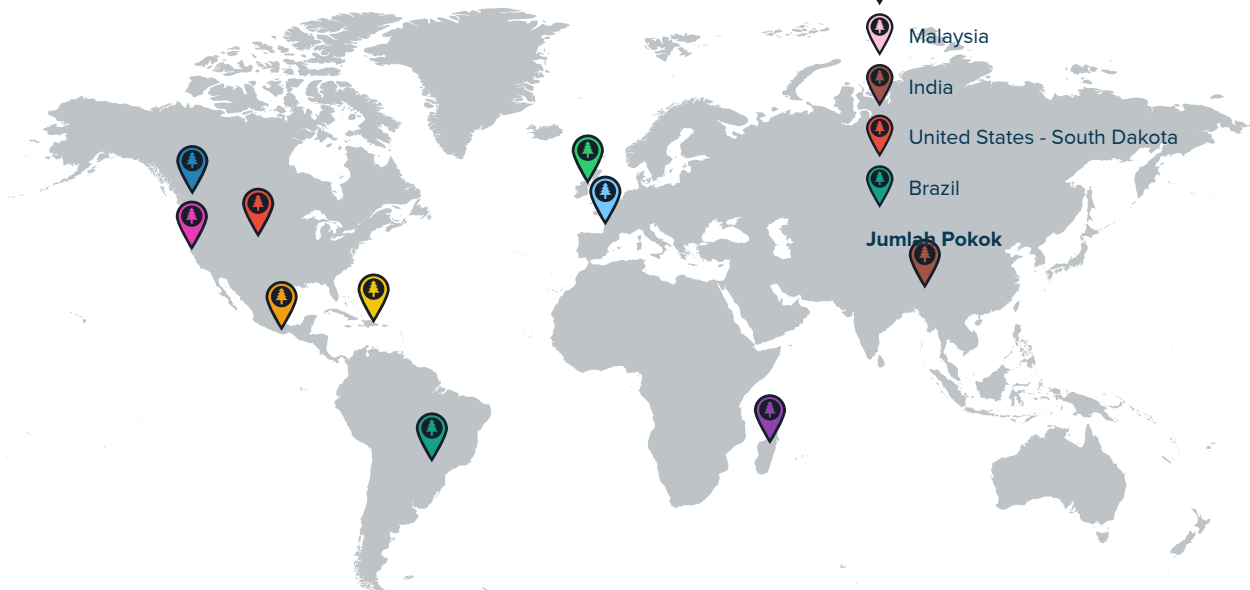 Malaysia
India
United States - South Dakota
Brazil
Jumlah Pokok